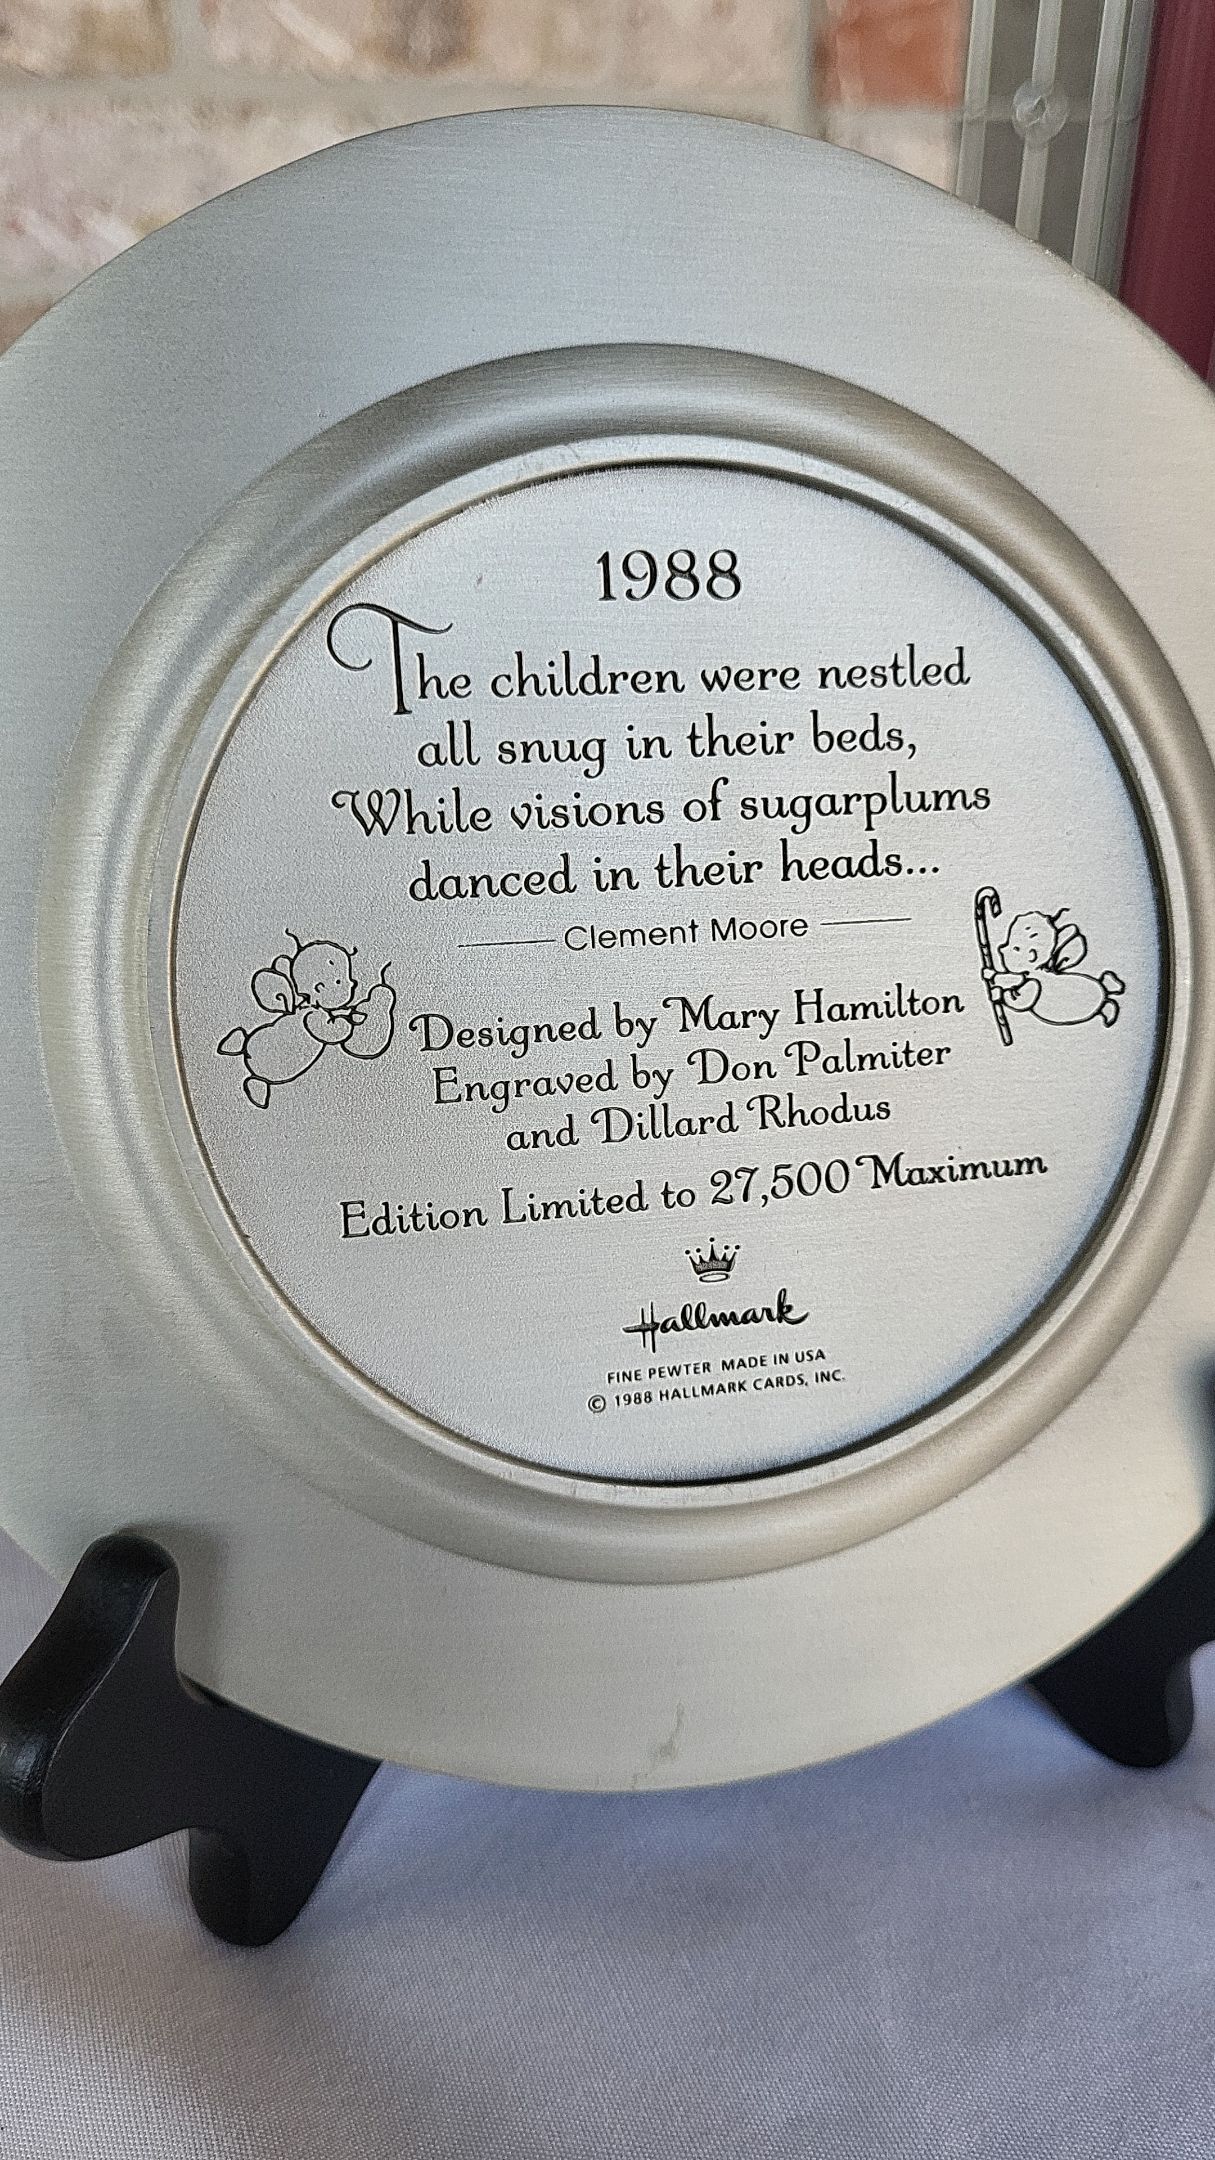 1988
The children were nestled
all snug in their beds,
While visions of sugarplums
danced in their heads...
Clement Moore
Designed by Mary Hamilton
Engraved by Don Palmiter
and Dillard Rhodus
Edition Limited to 27,500 Maximum
Hallmark
FINE PEWTER MADE IN USA
© 1988 HALLMARK CARDS, INC.